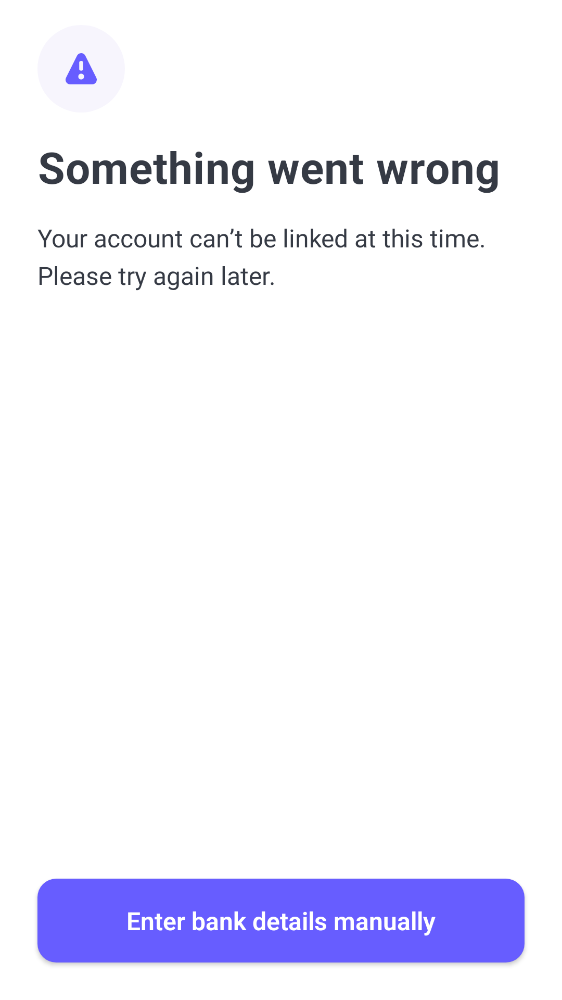 Something went wrong
Your account can’t be linked at this time.
Please try again later.
Enter bank details manually